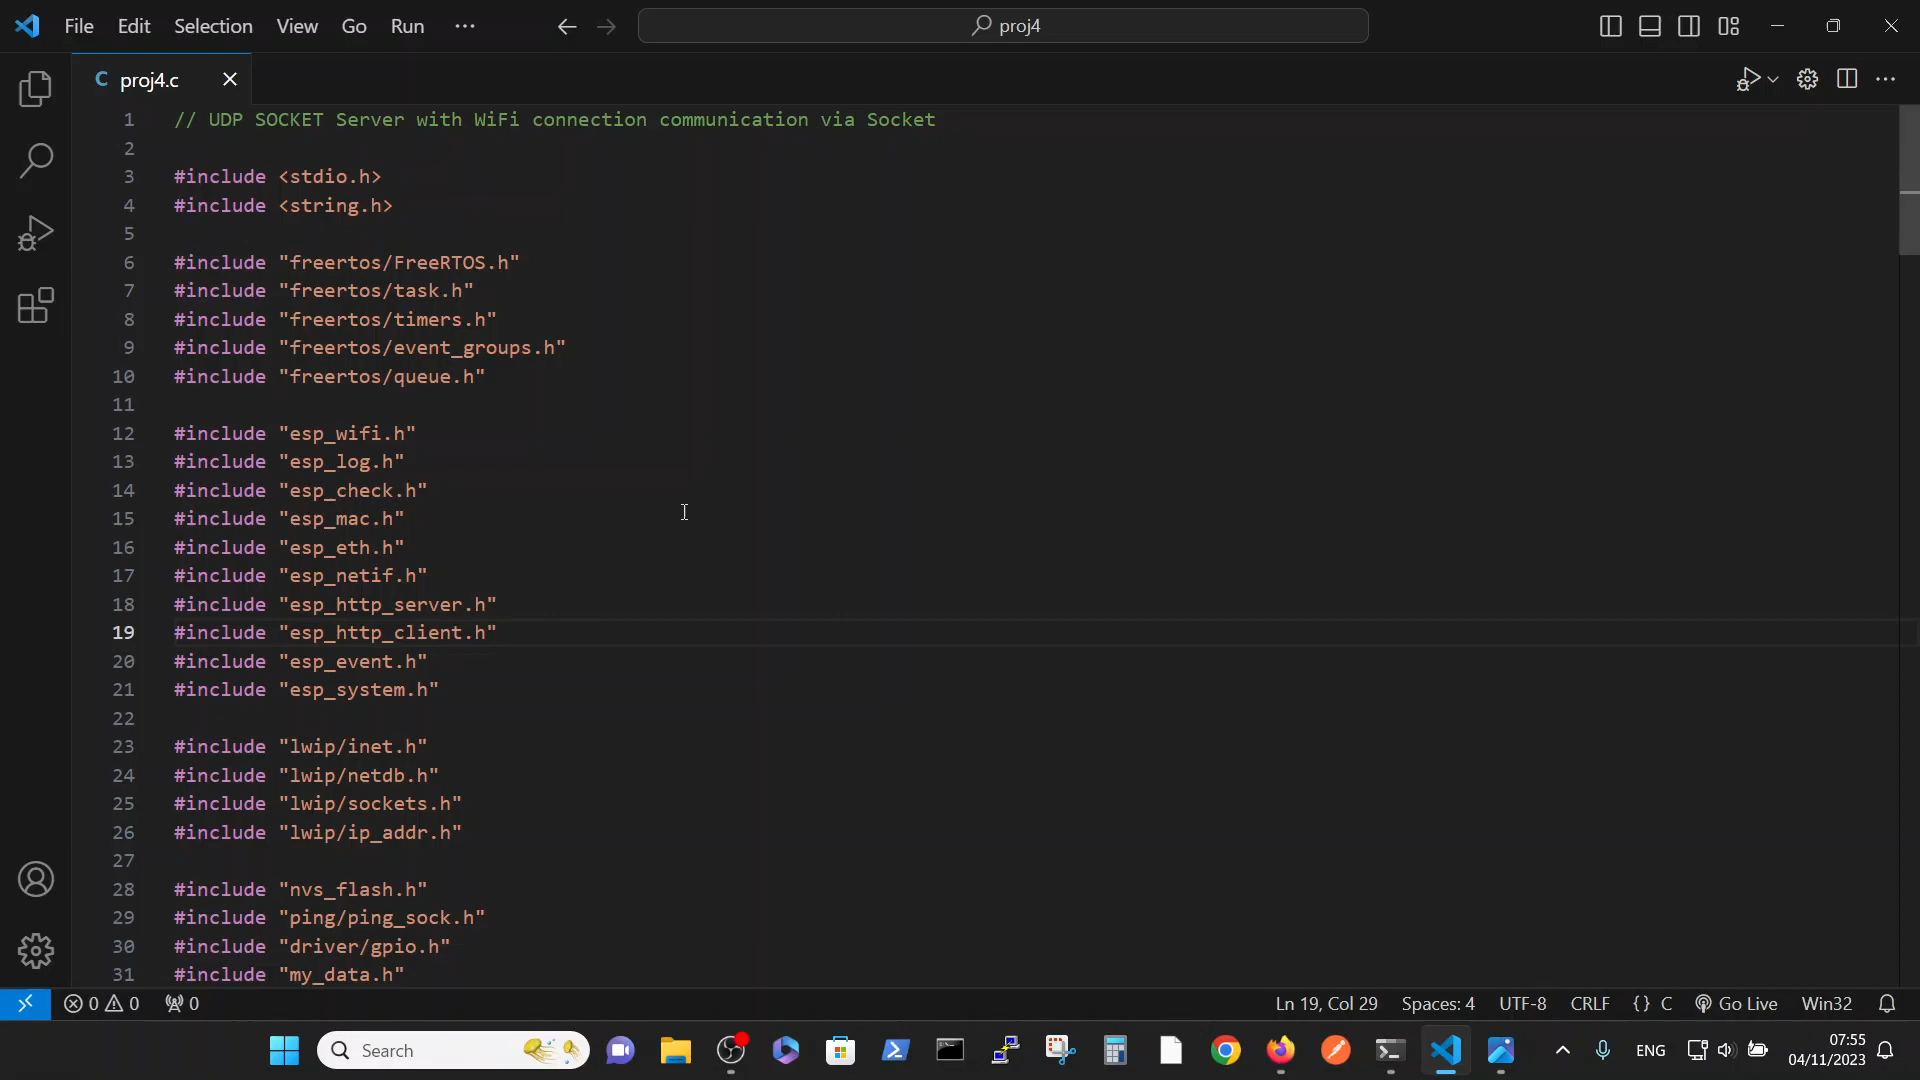 File Edit Selection View Go Run ··· ← → proj4
C proj4.c
1 // UDP SOCKET Server with WiFi connection communication via Socket
2
3 #include <stdio.h>
4 #include <string.h>
5
6 #include "freertos/FreeRTOS.h"
7 #include "freertos/task.h"
8 #include "freertos/timers.h"
9 #include "freertos/event_groups.h"
10 #include "freertos/queue.h"
11
12 #include "esp_wifi.h"
13 #include "esp_log.h"
14 #include "esp_check.h"
15 #include "esp_mac.h"
16 #include "esp_eth.h"
17 #include "esp_netif.h"
18 #include "esp_http_server.h"
19 #include "esp_http_client.h"
20 #include "esp_event.h"
21 #include "esp_system.h"
22
23 #include "lwip/inet.h"
24 #include "lwip/netdb.h"
25 #include "lwip/sockets.h"
26 #include "lwip/ip_addr.h"
27
28 #include "nvs_flash.h"
29 #include "ping/ping_sock.h"
30 #include "driver/gpio.h"
31 #include "my_data.h"
0 0 0 Ln 19, Col 29 Spaces: 4 UTF-8 CRLF {} C Go Live Win32
Search ENG 07:55
04/11/2023